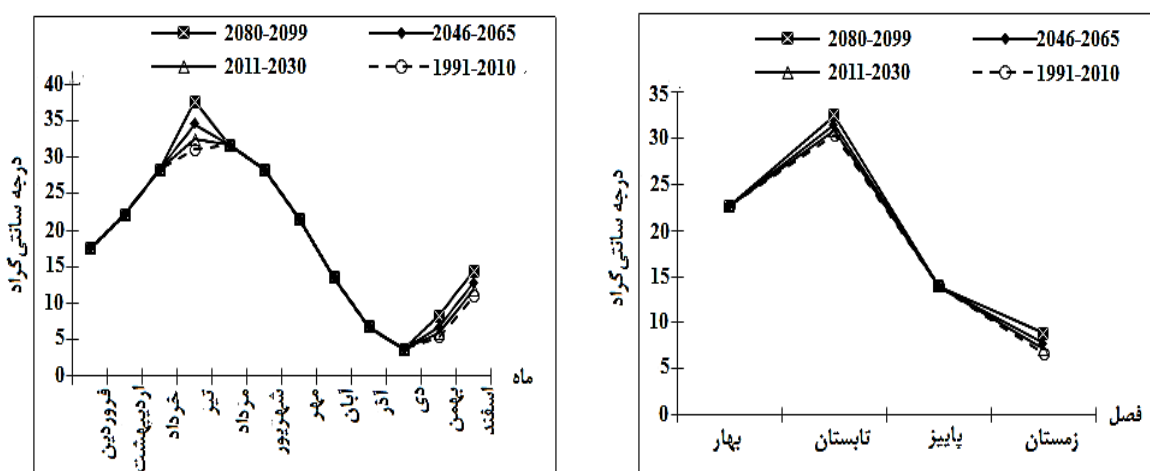 2080-2099
2046-2065
2011-2030
1991-2010
40
35
30
25
20
15
10
5
0
درجه سانتی‌گراد
ماه
فروردین
اردیبهشت
خرداد
تیر
مرداد
شهریور
مهر
آبان
آذر
دی
بهمن
اسفند
2080-2099
2046-2065
2011-2030
1991-2010
35
30
25
20
15
10
5
0
درجه سانتی‌گراد
فصل
بهار
تابستان
پاییز
زمستان